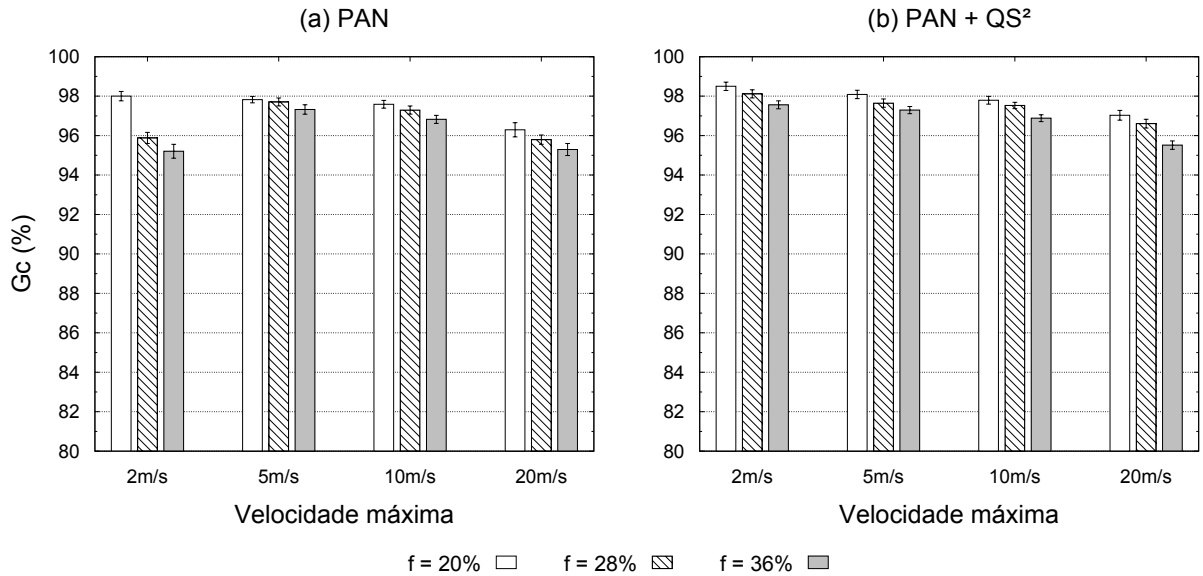 (a) PAN
100
98
96
94
92
90
88
86
84
82
80
Gc (%)
2m/s 5m/s 10m/s 20m/s
Velocidade máxima
(b) PAN + QS²
100
98
96
94
92
90
88
86
84
82
80
2m/s 5m/s 10m/s 20m/s
Velocidade máxima
f = 20% f = 28% f = 36%